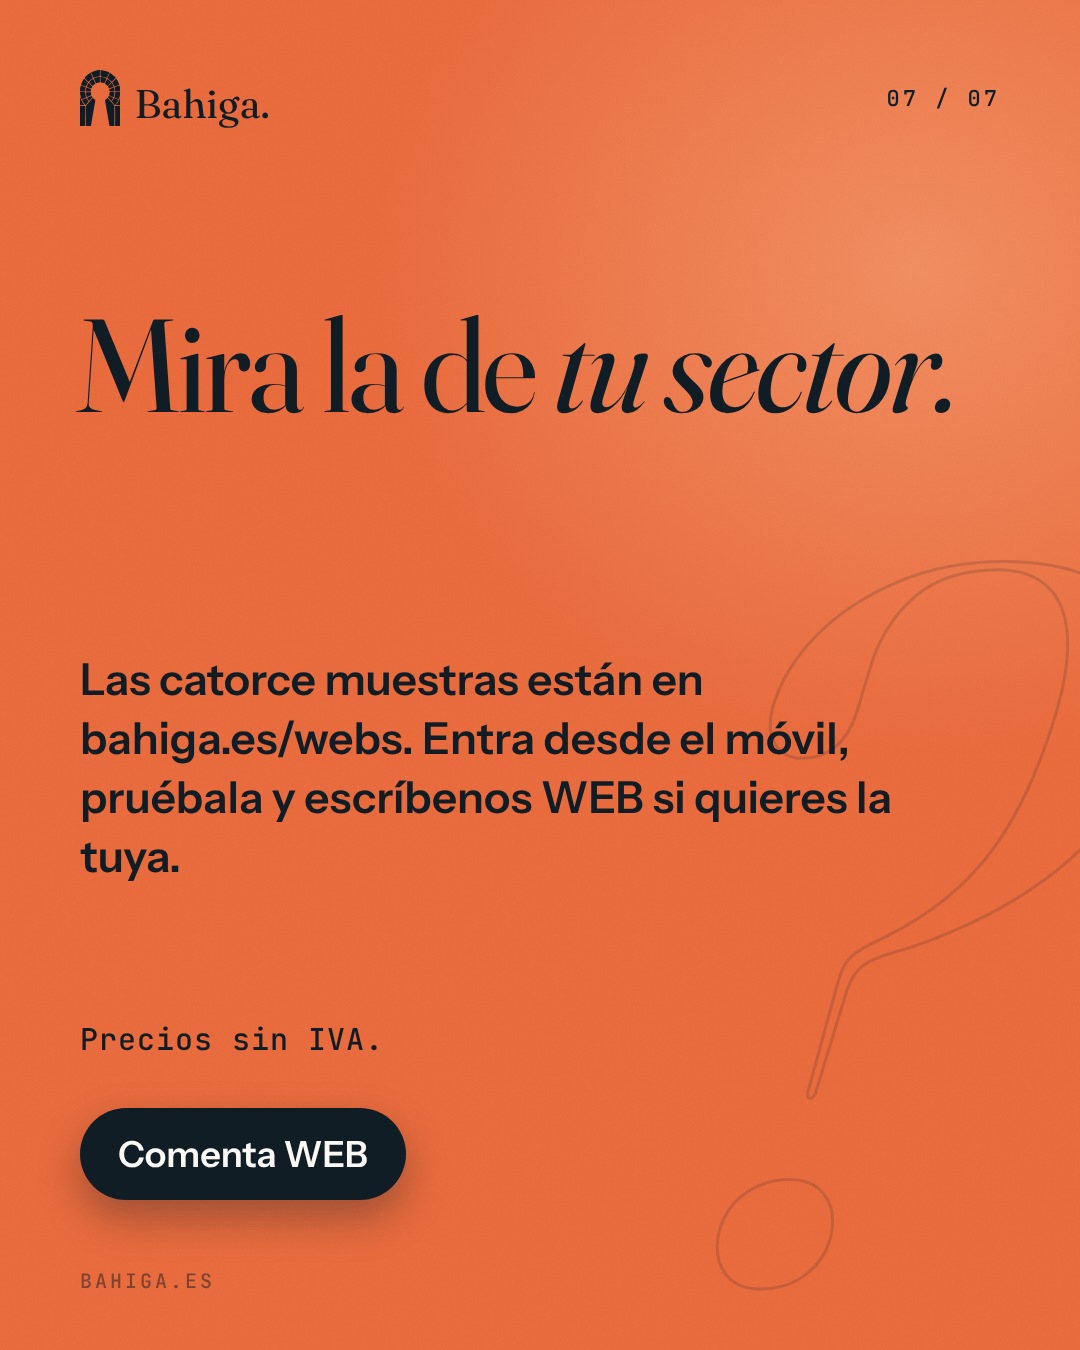 Bahiga.
07 / 07
Mira la de tu sector.
Las catorce muestras están en
bahiga.es/webs. Entra desde el móvil,
pruébala y escríbenos WEB si quieres la
tuya.
Precios sin IVA.
Comenta WEB
BAHIGA.ES
?